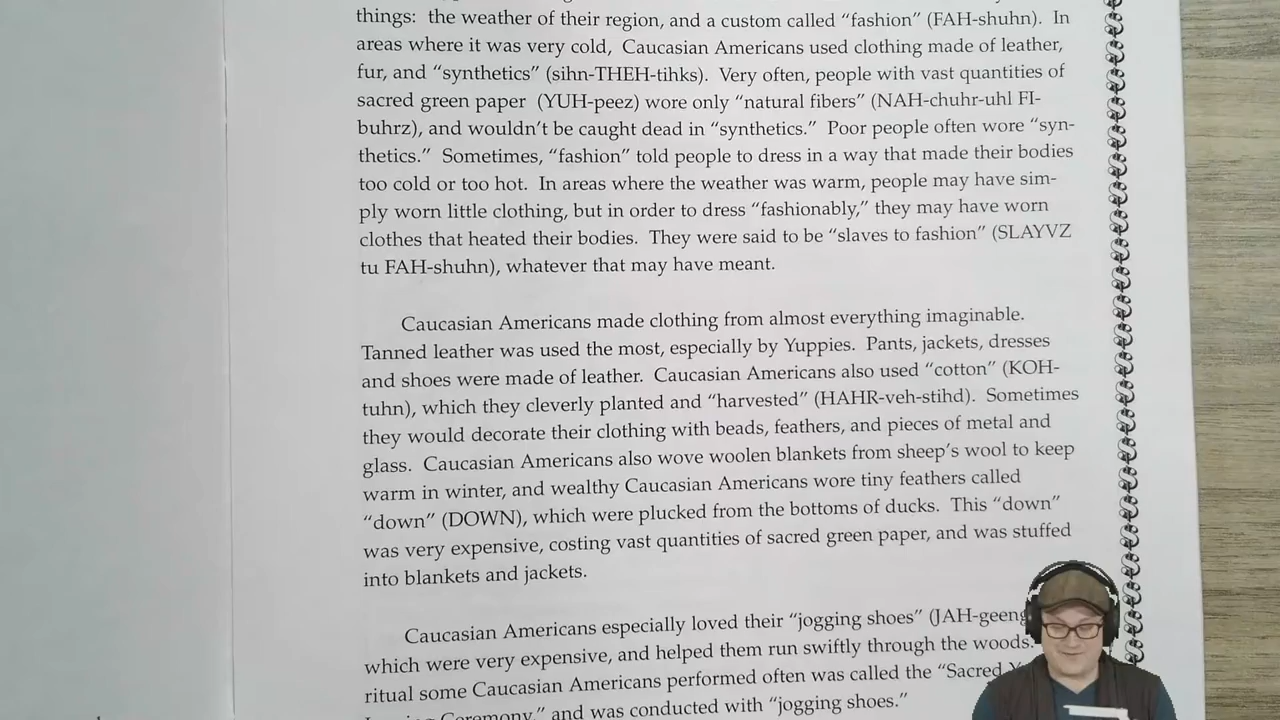 things: the weather of their region, and a custom called “fashion” (FAH-shuhn). In
areas where it was very cold, Caucasian Americans used clothing made of leather,
fur, and “synthetics” (sihn-THEH-tihks). Very often, people with vast quantities of
sacred green paper (YUH-peez) wore only “natural fibers” (NAH-chuhr-uhl FI-
buhrz), and wouldn’t be caught dead in “synthetics.” Poor people often wore “syn-
thetics.” Sometimes, “fashion” told people to dress in a way that made their bodies
too cold or too hot. In areas where the weather was warm, people may have sim-
ply worn little clothing, but in order to dress “fashionably,” they may have worn
clothes that heated their bodies. They were said to be “slaves to fashion” (SLAYVZ
tu FAH-shuhn), whatever that may have meant.
Caucasian Americans made clothing from almost everything imaginable.
Tanned leather was used the most, especially by Yuppies. Pants, jackets, dresses
and shoes were made of leather. Caucasian Americans also used “cotton” (KOH-
tuhn), which they cleverly planted and “harvested” (HAHR-veh-stihd). Sometimes
they would decorate their clothing with beads, feathers, and pieces of metal and
glass. Caucasian Americans also wove woolen blankets from sheep’s wool to keep
warm in winter, and wealthy Caucasian Americans wore tiny feathers called
“down” (DOWN), which were plucked from the bottoms of ducks. This “down”
was very expensive, costing vast quantities of sacred green paper, and was stuffed
into blankets and jackets.
Caucasian Americans especially loved their “jogging shoes” (JAH-geeng
which were very expensive, and helped them run swiftly through the woods.
ritual some Caucasian Americans performed often was called the “Sacred
and was conducted with “jogging shoes.”